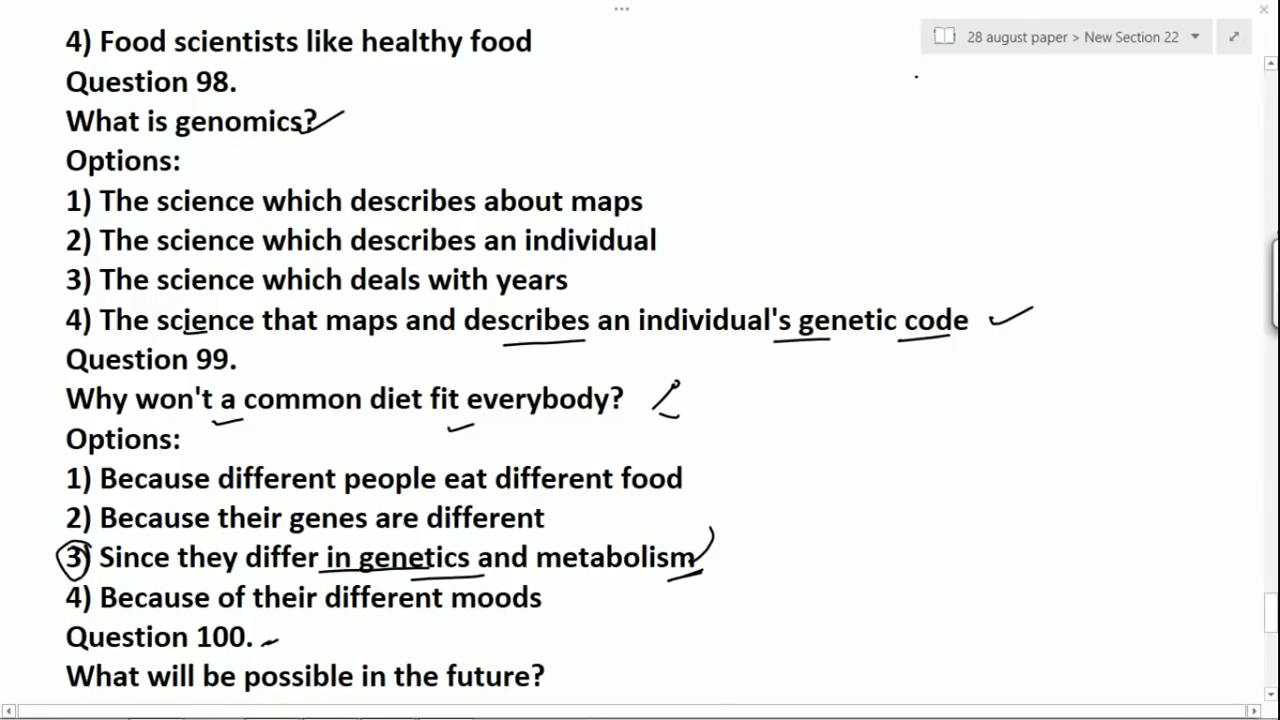 28 august paper > New Section 22
4) Food scientists like healthy food
Question 98.
What is genomics?
Options:
1) The science which describes about maps
2) The science which describes an individual
3) The science which deals with years
4) The science that maps and describes an individual's genetic code
Question 99.
Why won't a common diet fit everybody?
Options:
1) Because different people eat different food
2) Because their genes are different
3) Since they differ in genetics and metabolism
4) Because of their different moods
Question 100.
What will be possible in the future?